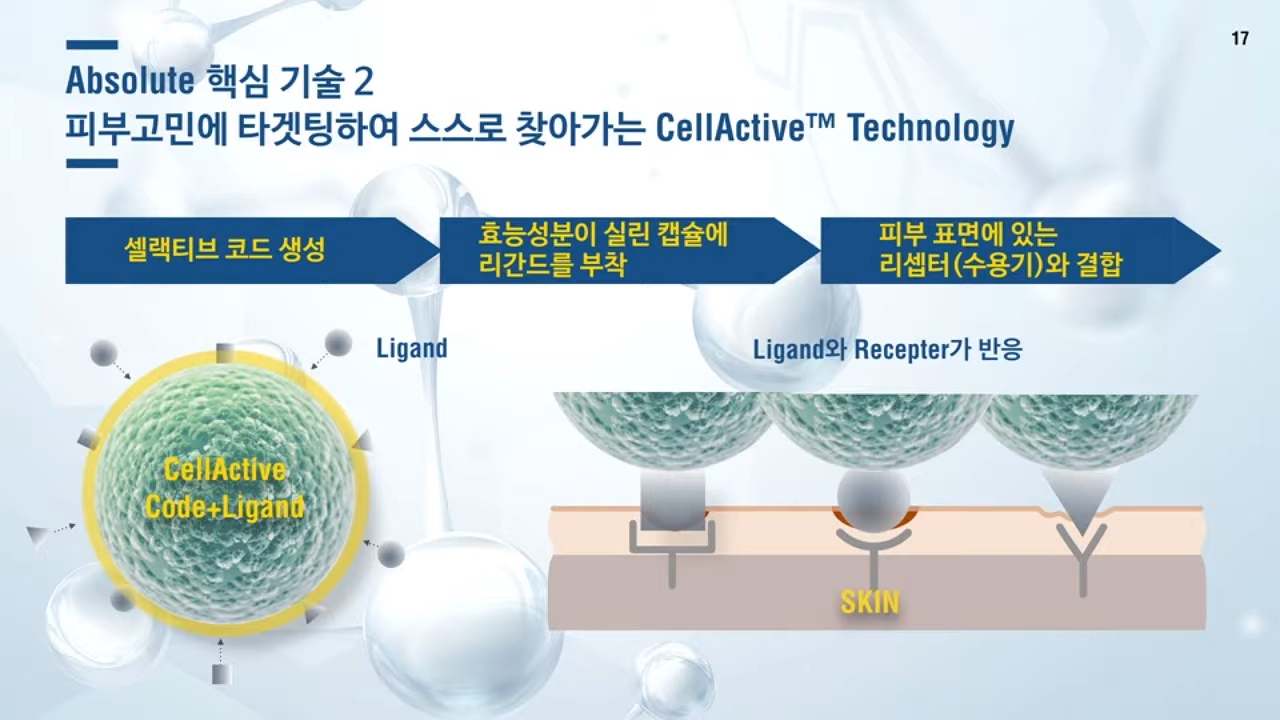 17
Absolute 핵심 기술 2
피부고민에 타겟팅하여 스스로 찾아가는 CellActive™ Technology
셀랙티브 코드 생성
효능성분이 실린 캡슐에
리간드를 부착
피부 표면에 있는
리셉터(수용기)와 결합
Ligand
Ligand와 Recepter가 반응
CellActive
Code+Ligand
SKIN